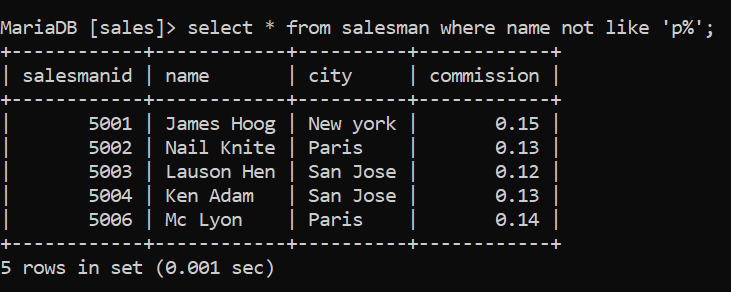 MariaDB [sales]> select * from salesman where name not like 'p%';
+------------+------------+----------+------------+
| salesmanid | name       | city     | commission |
+------------+------------+----------+------------+
|       5001 | James Hoog | New york |       0.15 |
|       5002 | Nail Knite | Paris    |       0.13 |
|       5003 | Lauson Hen | San Jose |       0.12 |
|       5004 | Ken Adam   | San Jose |       0.13 |
|       5006 | Mc Lyon    | Paris    |       0.14 |
+------------+------------+----------+------------+
5 rows in set (0.001 sec)